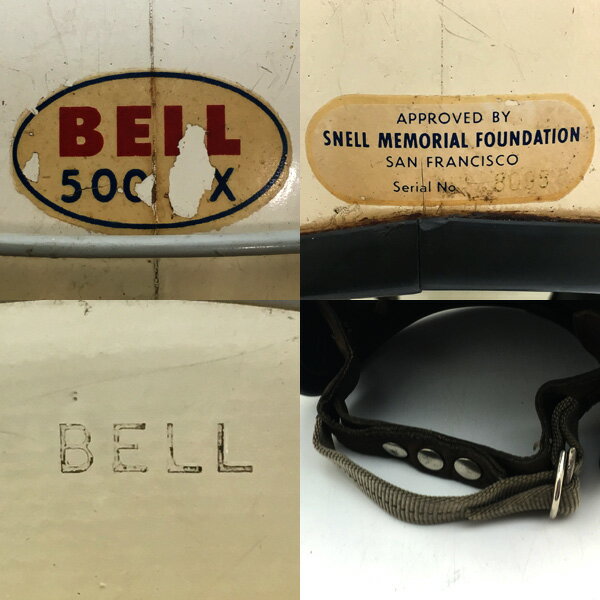 BELL
500 X
APPROVED BY
SNELL MEMORIAL FOUNDATION
SAN FRANCISCO
Serial No.
BELL